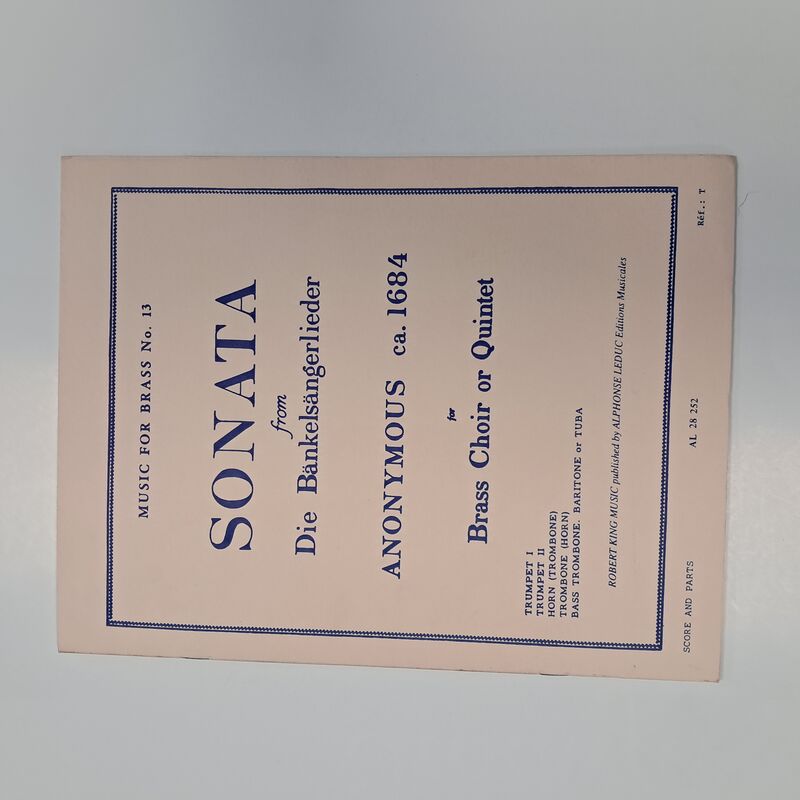 MUSIC FOR BRASS No. 13
SONATA
from
Die Bänkelsängerlieder
ANONYMOUS ca. 1684
for
Brass Choir or Quintet
TRUMPET I
TRUMPET II
HORN (TROMBONE)
TROMBONE (HORN)
BASS TROMBONE. BARITONE or TUBA
ROBERT KING MUSIC published by ALPHONSE LEDUC Editions Musicales
SCORE AND PARTS
AL 28 252
Réf.: T